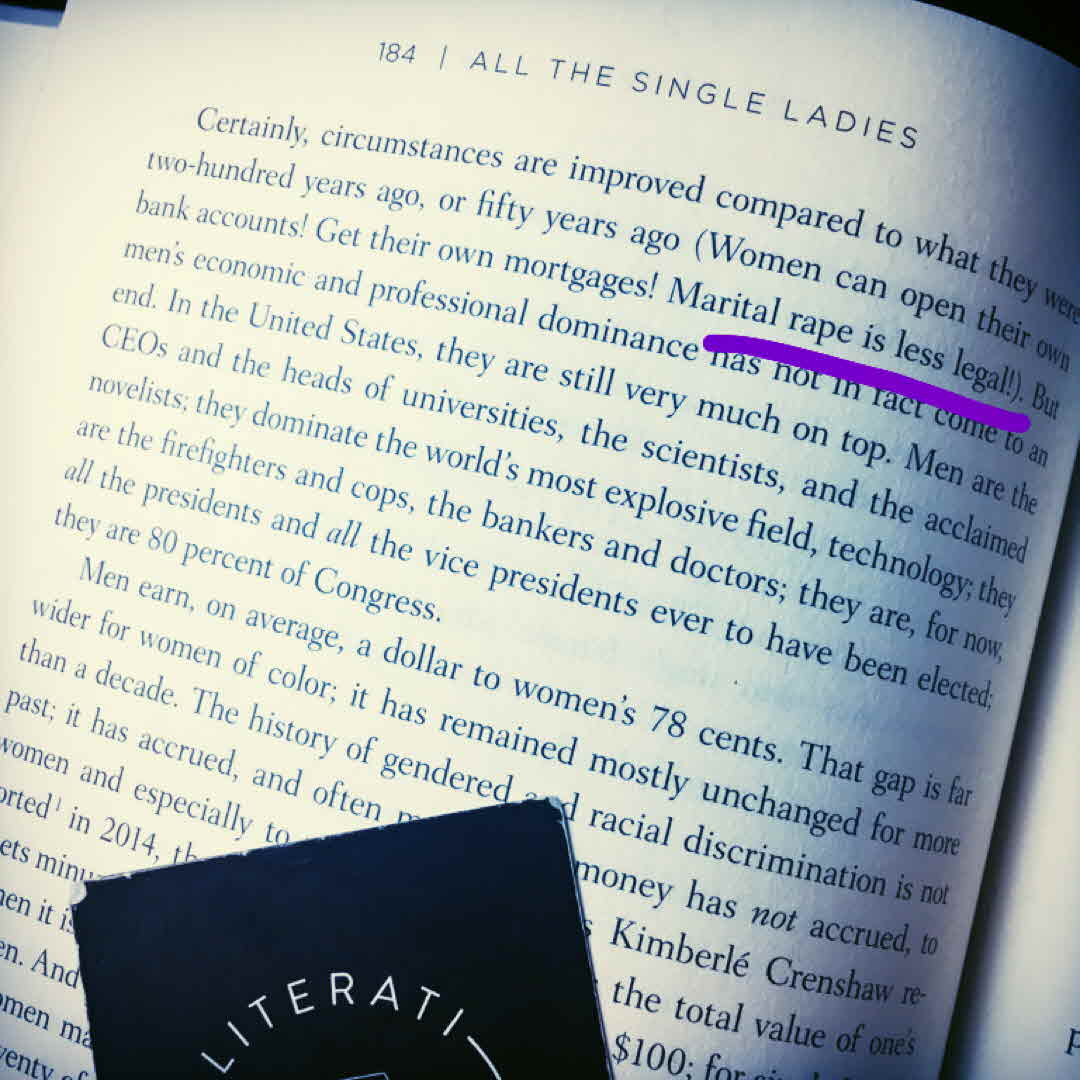 184 | ALL THE SINGLE LADIES
Certainly, circumstances are improved compared to what they were
two-hundred years ago, or fifty years ago (Women can open their own
bank accounts! Get their own mortgages! Marital rape is less legal!). But
men's economic and professional dominance has not in fact come to an
end. In the United States, they are still very much on top. Men are the
CEOs and the heads of universities, the scientists, and the acclaimed
novelists; they dominate the world's most explosive field, technology; they
are the firefighters and cops, the bankers and doctors; they are, for now,
all the presidents and all the vice presidents ever to have been elected;
they are 80 percent of Congress.
Men earn, on average, a dollar to women's 78 cents. That gap is far
wider for women of color; it has remained mostly unchanged for more
than a decade. The history of gendered and racial discrimination is not
past; it has accrued, and often money has not accrued, to
women and especially to Kimberlé Crenshaw re-
orted¹ in 2014, the total value of one's
ets $100; for
en it is
en. And
omen
LITERATI